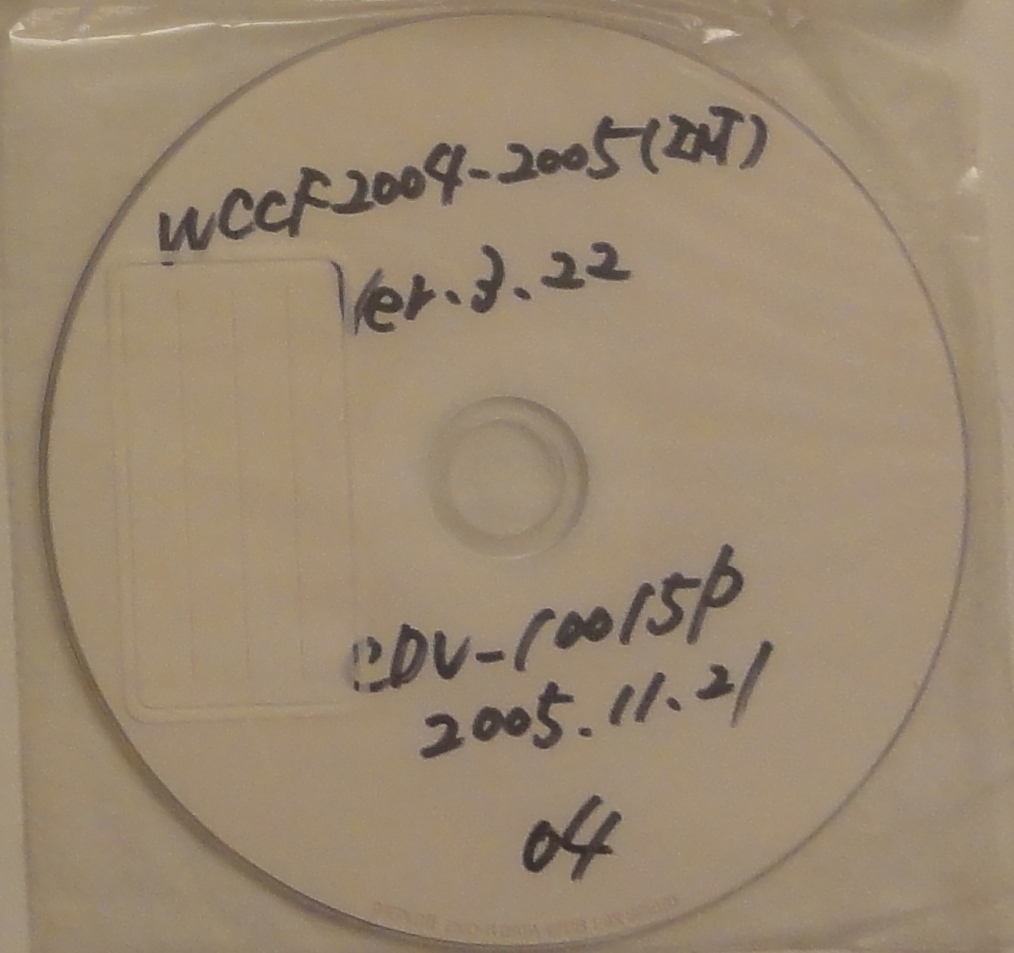 WCCF2004-2005(INT)
Ver.3.22
CDV-10015P
2005.11.21
04